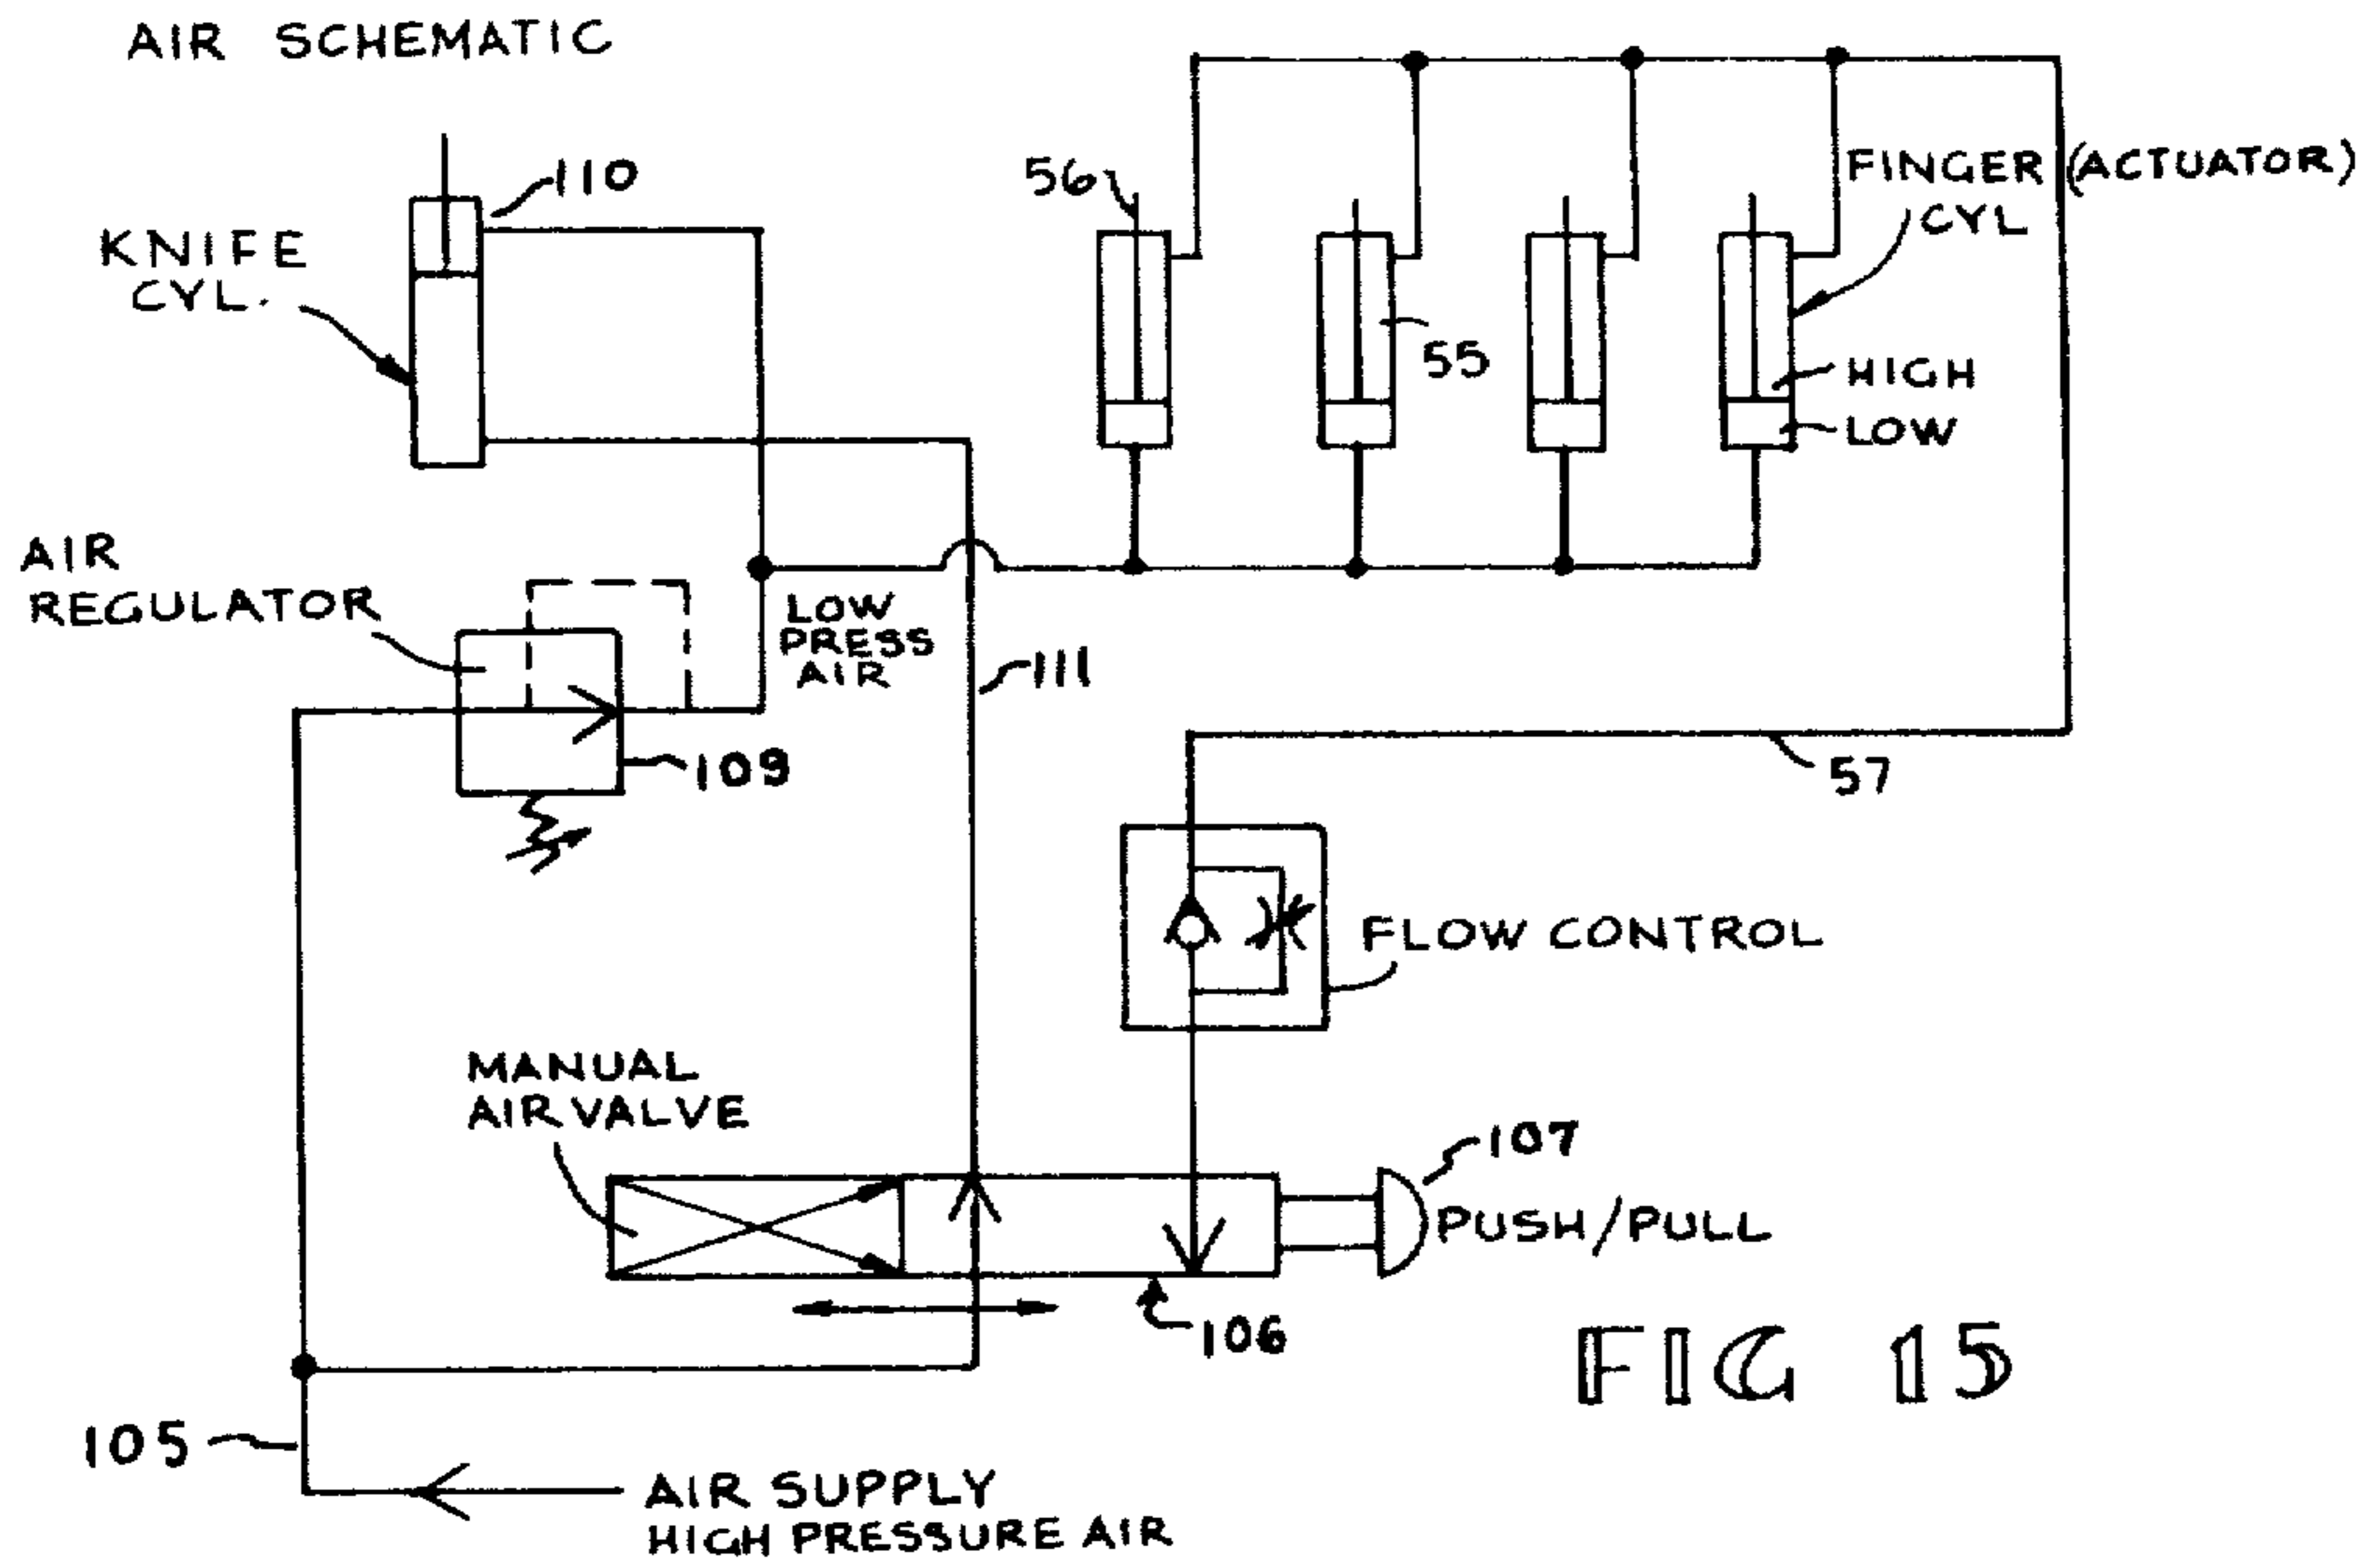 AIR SCHEMATIC
110
KNIFE
CYL.
56
FINGER (ACTUATOR)
CYL
55
HIGH
LOW
AIR
REGULATOR
LOW
PRESS
AIR
111
109
57
FLOW CONTROL
MANUAL
AIR VALVE
107
PUSH/PULL
106
105
AIR SUPPLY
HIGH PRESSURE AIR
FIG 15